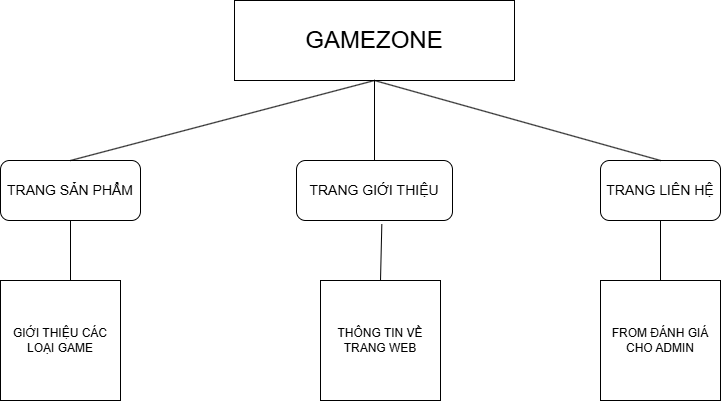 GAMEZONE
TRANG SẢN PHẨM
TRANG GIỚI THIỆU
TRANG LIÊN HỆ
GIỚI THIỆU CÁC
LOẠI GAME
THÔNG TIN VỀ
TRANG WEB
FROM ĐÁNH GIÁ
CHO ADMIN